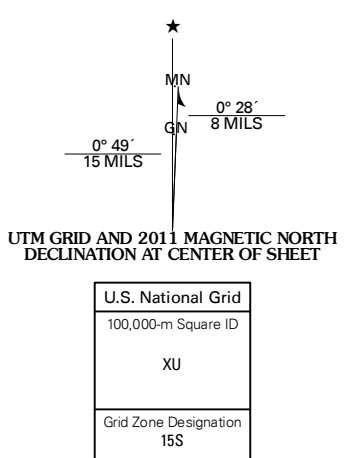 ★
MN
0° 28´
8 MILS
GN
0° 49´
15 MILS
UTM GRID AND 2011 MAGNETIC NORTH
DECLINATION AT CENTER OF SHEET
U.S. National Grid
100,000-m Square ID
XU
Grid Zone Designation
15S